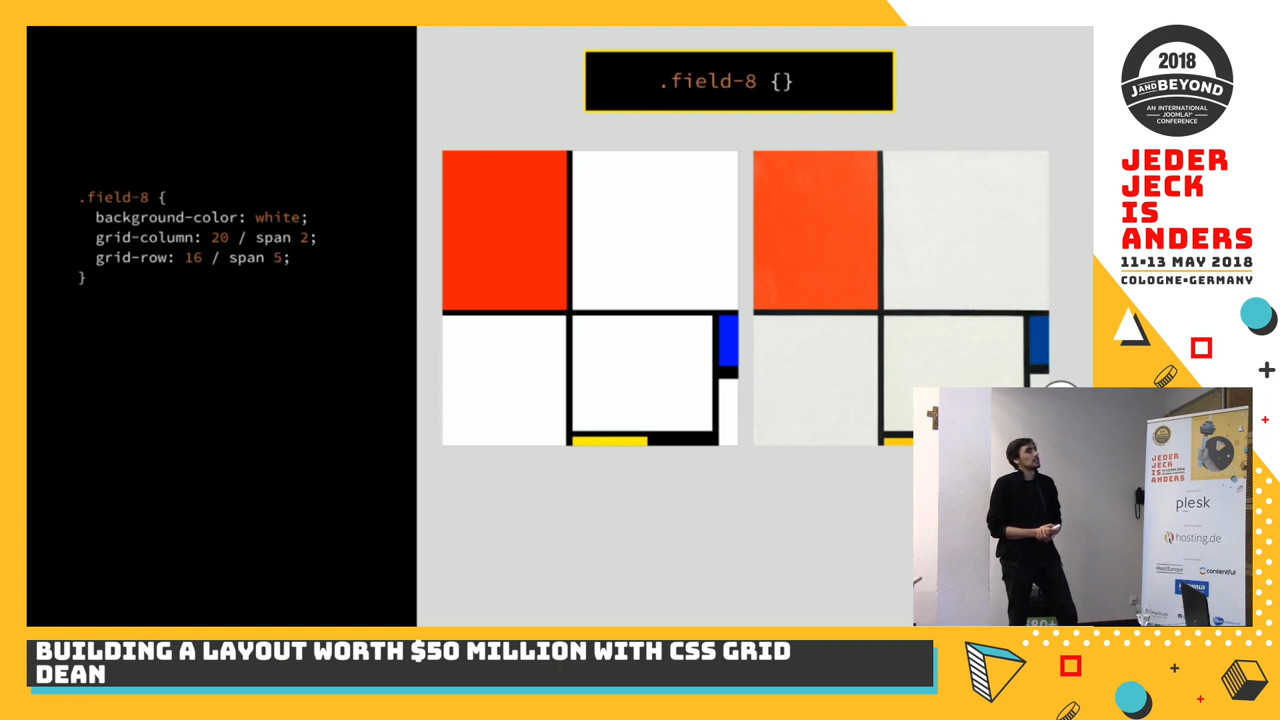 .field-8 {}
.field-8 {
background-color: white;
grid-column: 20 / span 2;
grid-row: 16 / span 5;
}
2018
J AND BEYOND
AN INTERNATIONAL
JOOMLA!®
CONFERENCE
JEDER
JECK
IS
ANDERS
11•13 MAY 2018
COLOGNE•GERMANY
JEDER
JECK
IS
ANDERS
plesk
hosting.de
HostEurope
contentful
BUILDING A LAYOUT WORTH $50 MILLION WITH CSS GRID
DEAN